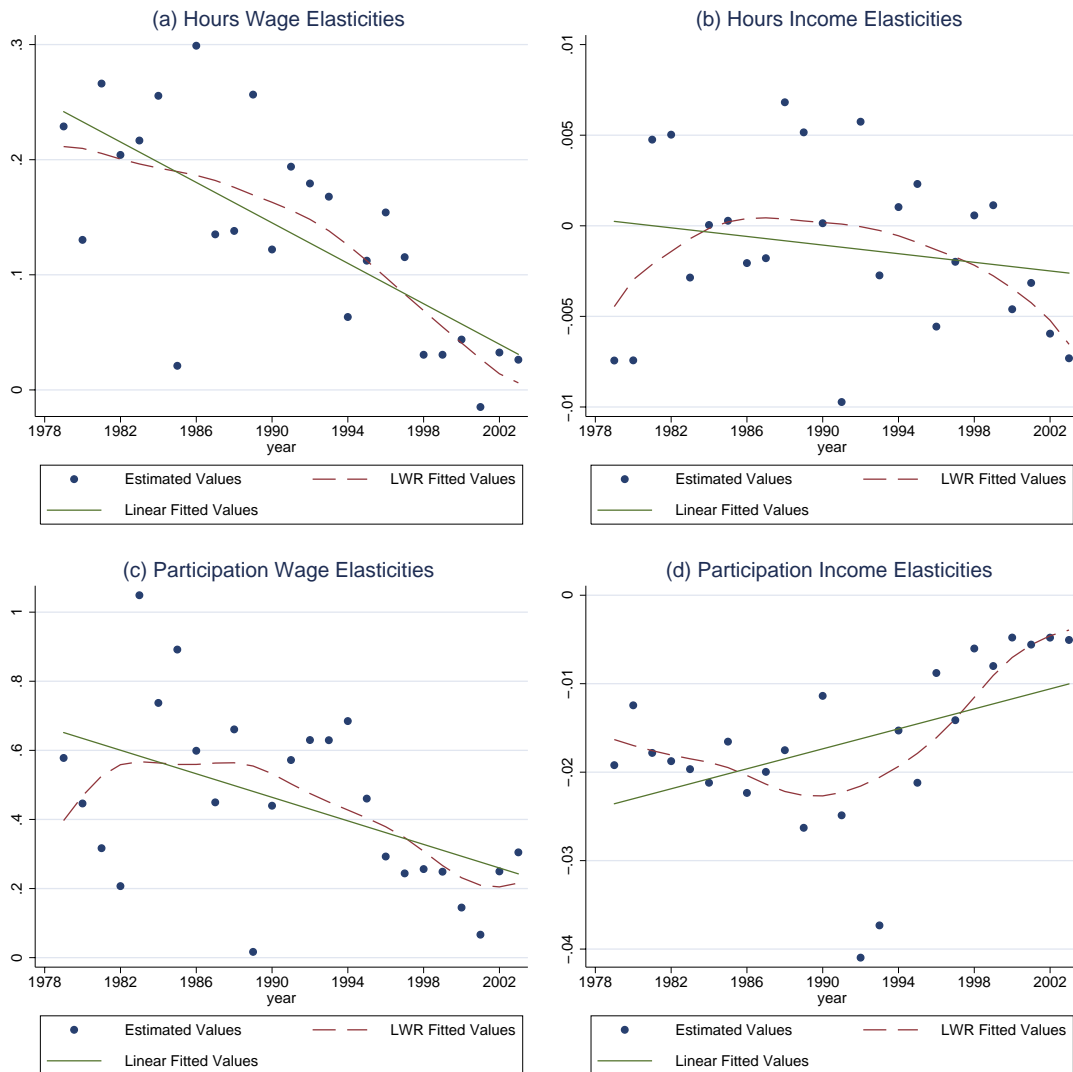 (a) Hours Wage Elasticities
.3
.2
.1
0
1978 1982 1986 1990 1994 1998 2002
year
Estimated Values LWR Fitted Values
Linear Fitted Values
(b) Hours Income Elasticities
.01
.005
0
-.005
-.01
1978 1982 1986 1990 1994 1998 2002
year
Estimated Values LWR Fitted Values
Linear Fitted Values
(c) Participation Wage Elasticities
1
.8
.6
.4
.2
0
1978 1982 1986 1990 1994 1998 2002
year
Estimated Values LWR Fitted Values
Linear Fitted Values
(d) Participation Income Elasticities
0
-.01
-.02
-.03
-.04
1978 1982 1986 1990 1994 1998 2002
year
Estimated Values LWR Fitted Values
Linear Fitted Values